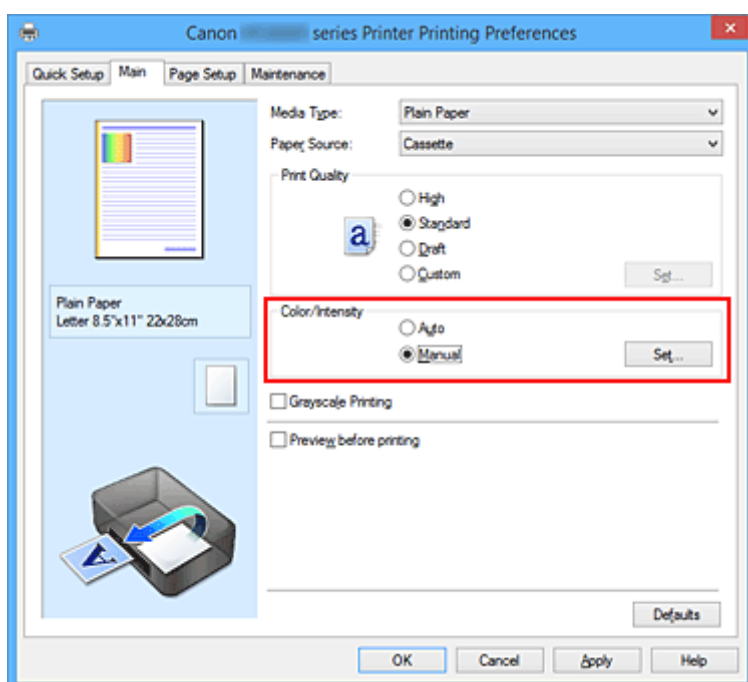 Canon series Printer Printing Preferences
Quick Setup Main Page Setup Maintenance
Media Type: Plain Paper
Paper Source: Cassette
Print Quality
High
Standard
Draft
Custom Set...
a
Plain Paper
Letter 8.5"x11" 22x28cm
Color/Intensity
Auto
Manual Set...
Grayscale Printing
Preview before printing
A
Defaults
OK Cancel Apply Help